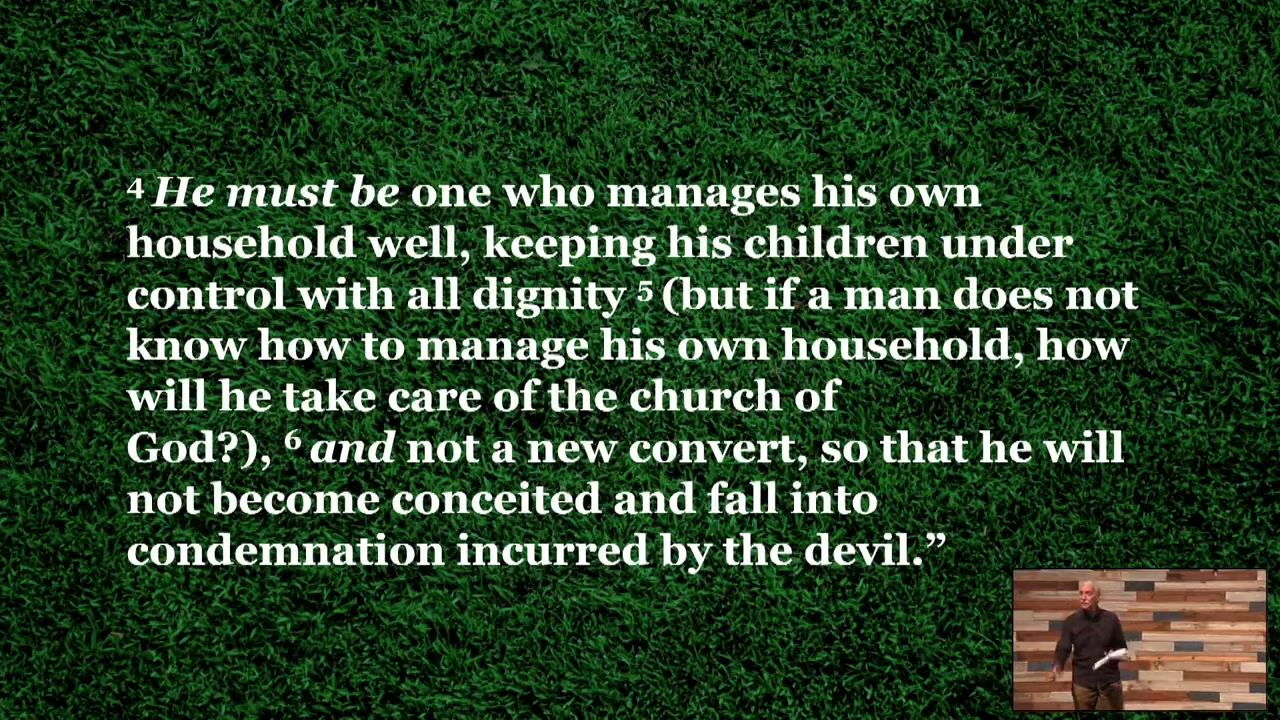 4 He must be one who manages his own
household well, keeping his children under
control with all dignity 5 (but if a man does not
know how to manage his own household, how
will he take care of the church of
God?), 6 and not a new convert, so that he will
not become conceited and fall into
condemnation incurred by the devil.”